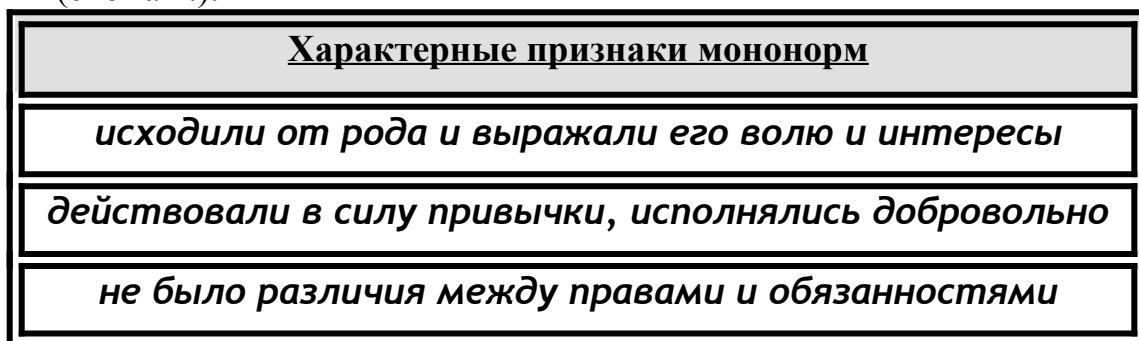 Характерные признаки мононорм
исходили от рода и выражали его волю и интересы
действовали в силу привычки, исполнялись добровольно
не было различия между правами и обязанностями